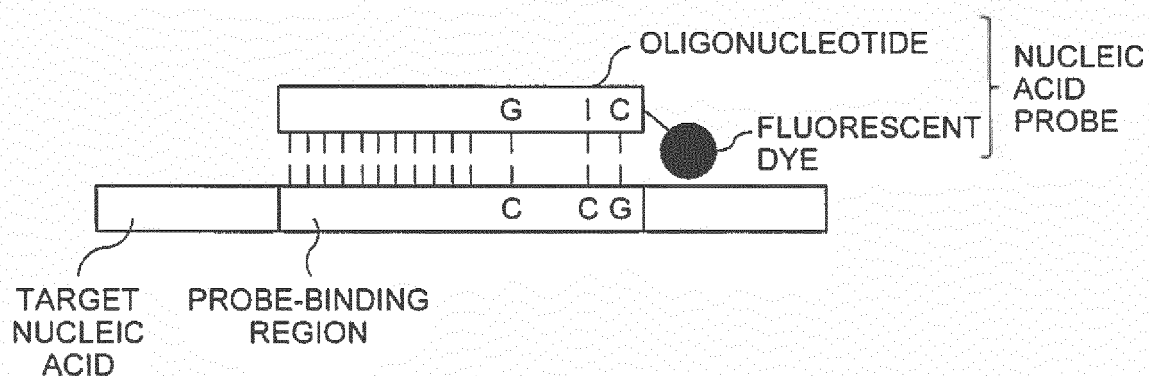 OLIGONUCLEOTIDE
NUCLEIC
ACID
PROBE
G I C
FLUORESCENT
DYE
C C G
TARGET
NUCLEIC
ACID
PROBE-BINDING
REGION